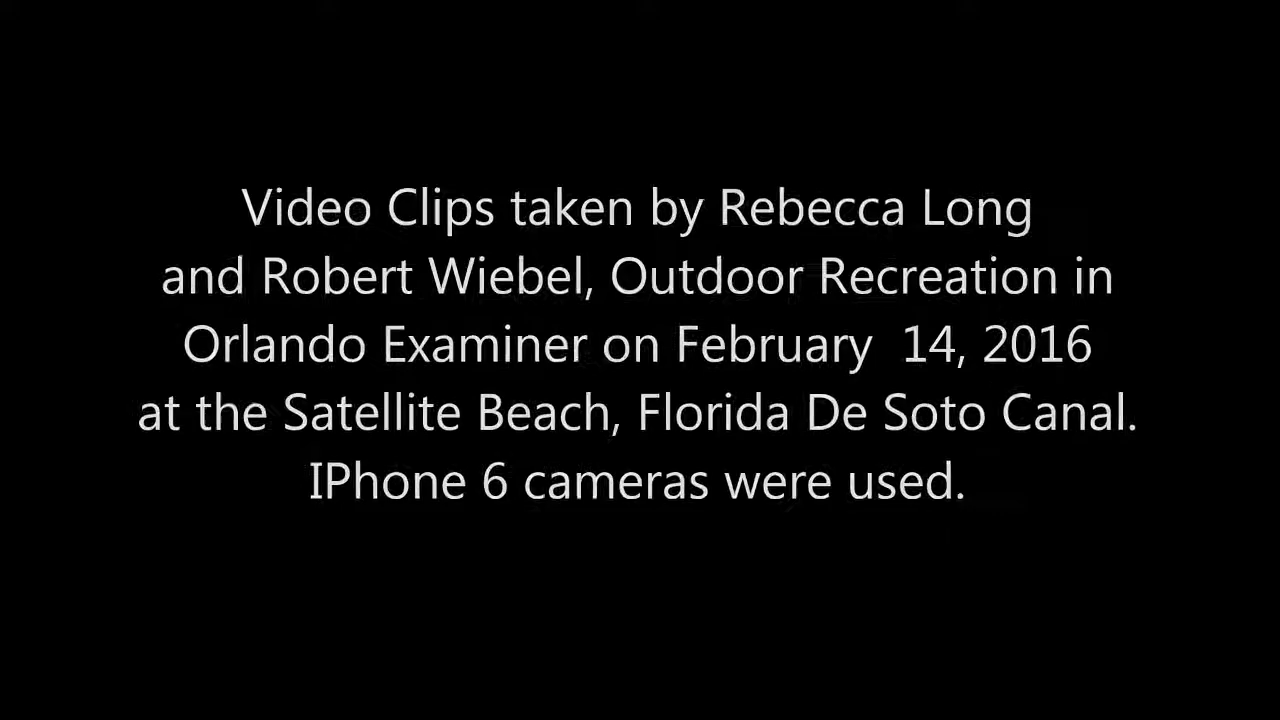 Video Clips taken by Rebecca Long
and Robert Wiebel, Outdoor Recreation in
Orlando Examiner on February  14, 2016
at the Satellite Beach, Florida De Soto Canal.
IPhone 6 cameras were used.